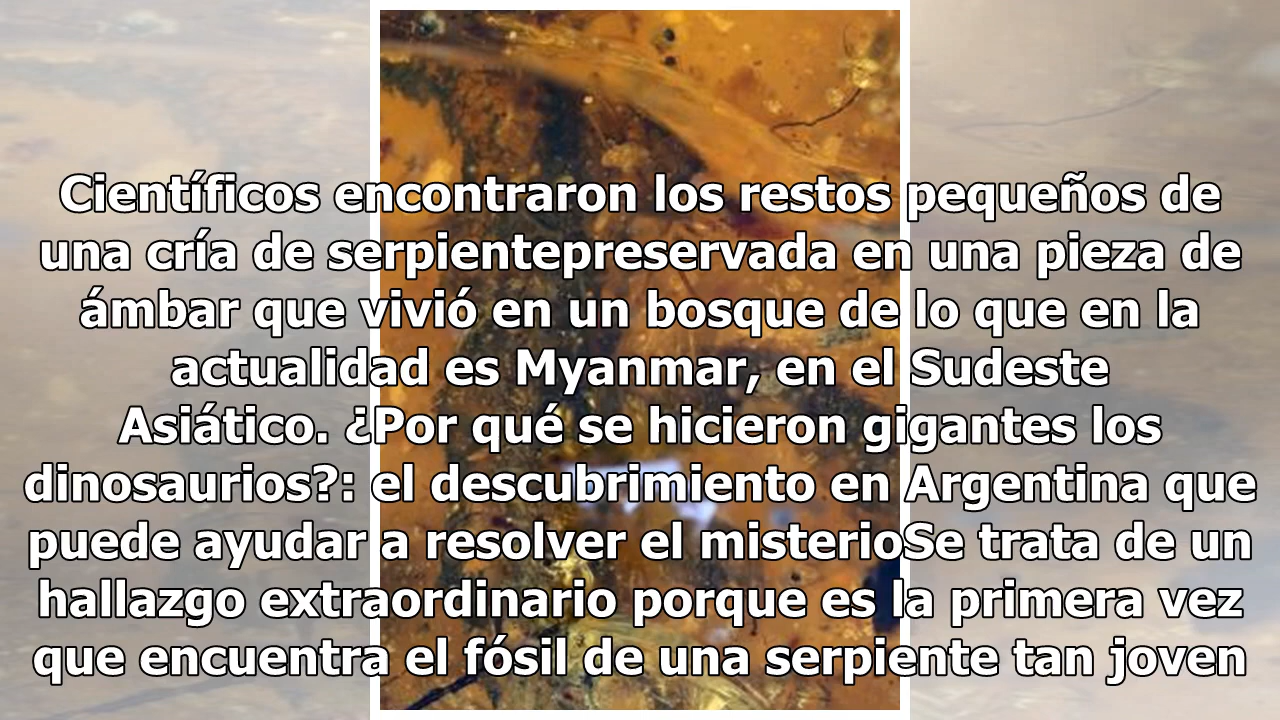 Científicos encontraron los restos pequeños de
una cría de serpientepreservada en una pieza de
ámbar que vivió en un bosque de lo que en la
actualidad es Myanmar, en el Sudeste
Asiático. ¿Por qué se hicieron gigantes los
dinosaurios?: el descubrimiento en Argentina que
puede ayudar a resolver el misterioSe trata de un
hallazgo extraordinario porque es la primera vez
que encuentra el fósil de una serpiente tan joven